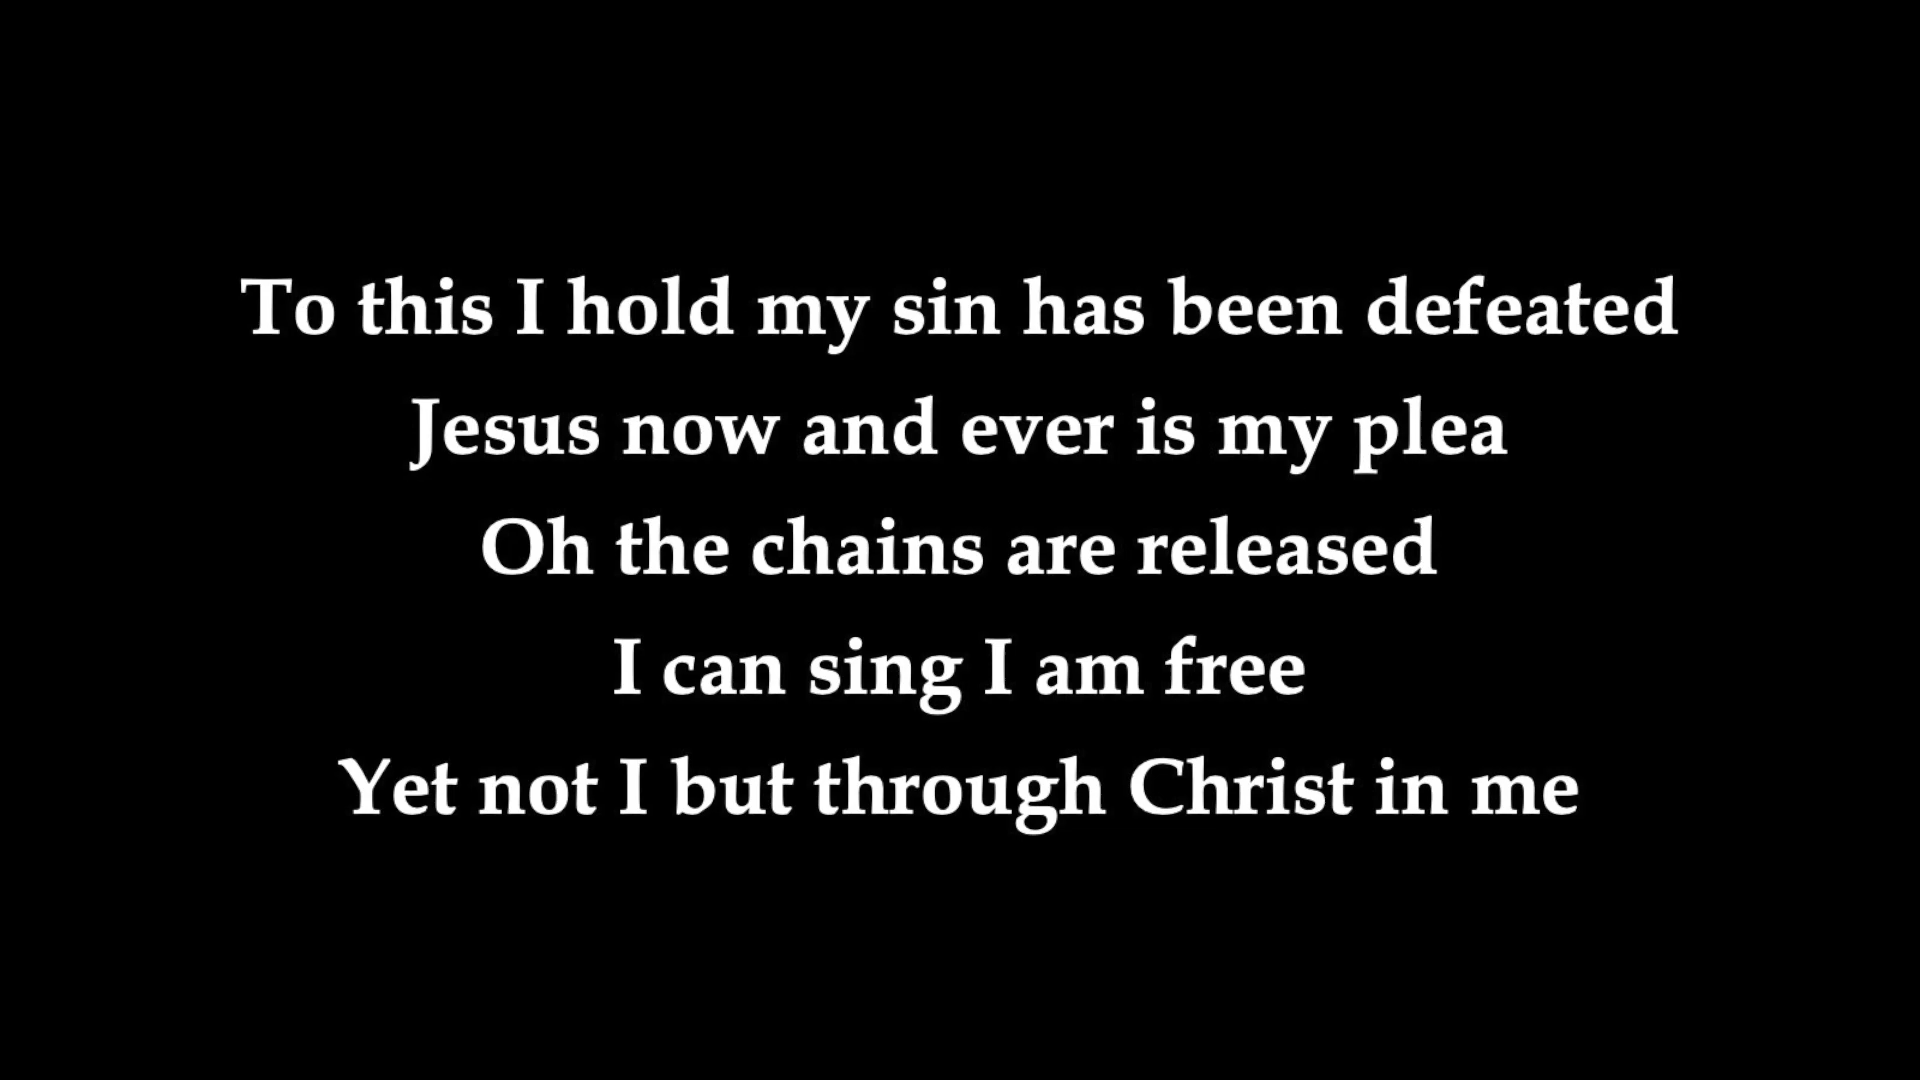 To this I hold my sin has been defeated
Jesus now and ever is my plea
Oh the chains are released
I can sing I am free
Yet not I but through Christ in me